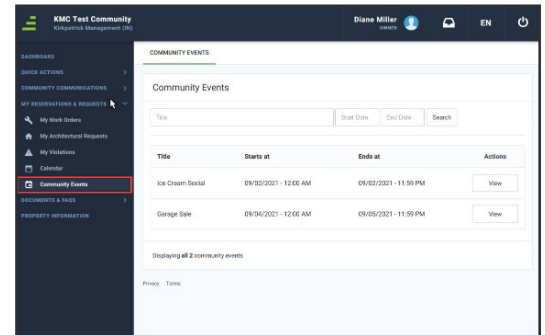 KMC Test Community
Kirkpatrick Management (IN)
Diane Miller
OWNER
EN
DASHBOARD
QUICK ACTIONS
COMMUNITY COMMUNICATIONS
MY RESERVATIONS & REQUESTS
My Work Orders
My Architectural Requests
My Violations
Calendar
Community Events
DOCUMENTS & FAQS
PROPERTY INFORMATION
COMMUNITY EVENTS
Community Events
Title Start Date End Date Search
Title Starts at Ends at Actions
Ice Cream Social 09/02/2021 - 12:00 AM 09/02/2021 - 11:59 PM View
Garage Sale 09/04/2021 - 12:00 AM 09/05/2021 - 11:59 PM View
Displaying all 2 community events
Privacy Terms